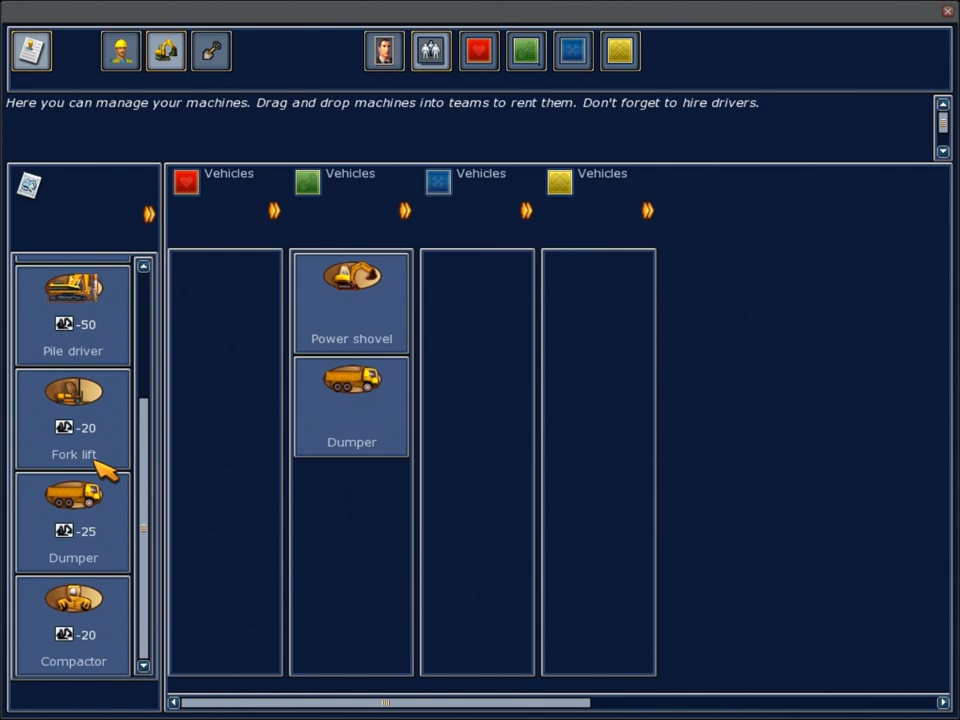 Here you can manage your machines. Drag and drop machines into teams to rent them. Don't forget to hire drivers.
Vehicles
Vehicles
Vehicles
Vehicles
-50
Pile driver
-20
Fork lift
-25
Dumper
-20
Compactor
Power shovel
Dumper